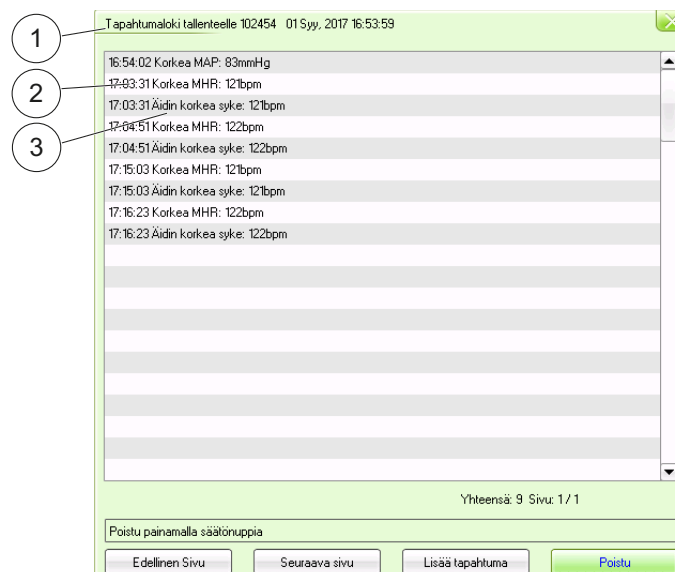 1
Tapahtumaloki tallenteelle 102454 01 Syy, 2017 16:53:59
16:54:02 Korkea MAP: 83mmHg
2
17:03:31 Korkea MHR: 121bpm
17:03:31 Äidin korkea syke: 121bpm
3
17:04:51 Korkea MHR: 122bpm
17:04:51 Äidin korkea syke: 122bpm
17:15:03 Korkea MHR: 121bpm
17:15:03 Äidin korkea syke: 121bpm
17:16:23 Korkea MHR: 122bpm
17:16:23 Äidin korkea syke: 122bpm
Yhteensä: 9 Sivu: 1 / 1
Poistu painamalla säätönuppia
Edellinen Sivu Seuraava sivu Lisää tapahtuma Poistu